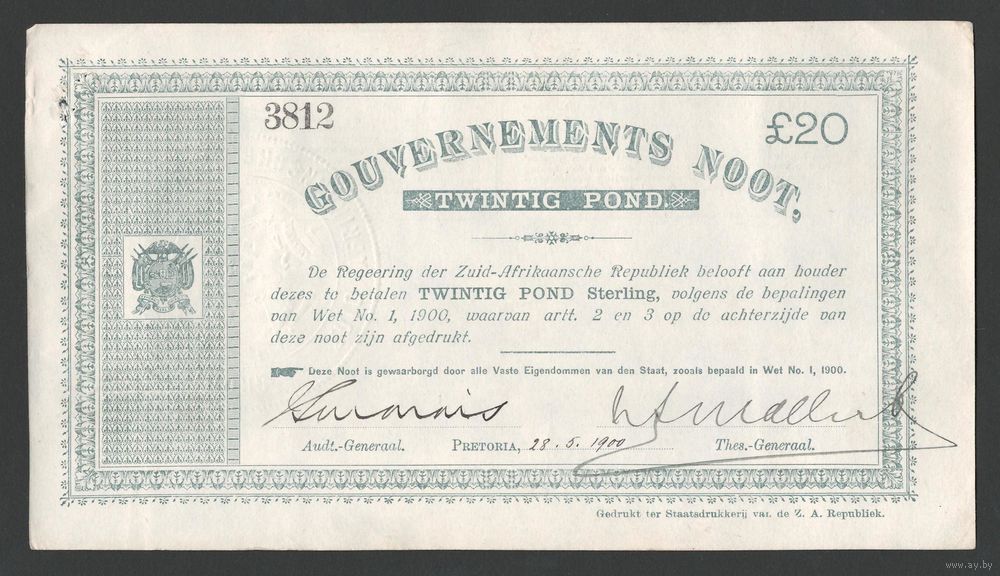 3812
£20
GOUVERNEMENTS NOOT.
TWINTIG POND.
De Regeering der Zuid-Afrikaansche Republiek belooft aan houder
dezes te betalen TWINTIG POND Sterling, volgens de bepalingen
van Wet No. 1, 1900, waarvan artt. 2 en 3 op de achterzijde van
deze noot zijn afgedrukt.
Deze Noot is gewaarborgd door alle Vaste Eigendommen van den Staat, zooals bepaald in Wet No. 1, 1900.
Audt.-Generaal. PRETORIA, 28.5.1900 Thes.-Generaal.
Gedrukt ter Staatsdrukkerij van de Z. A. Republiek.
www.ay.by